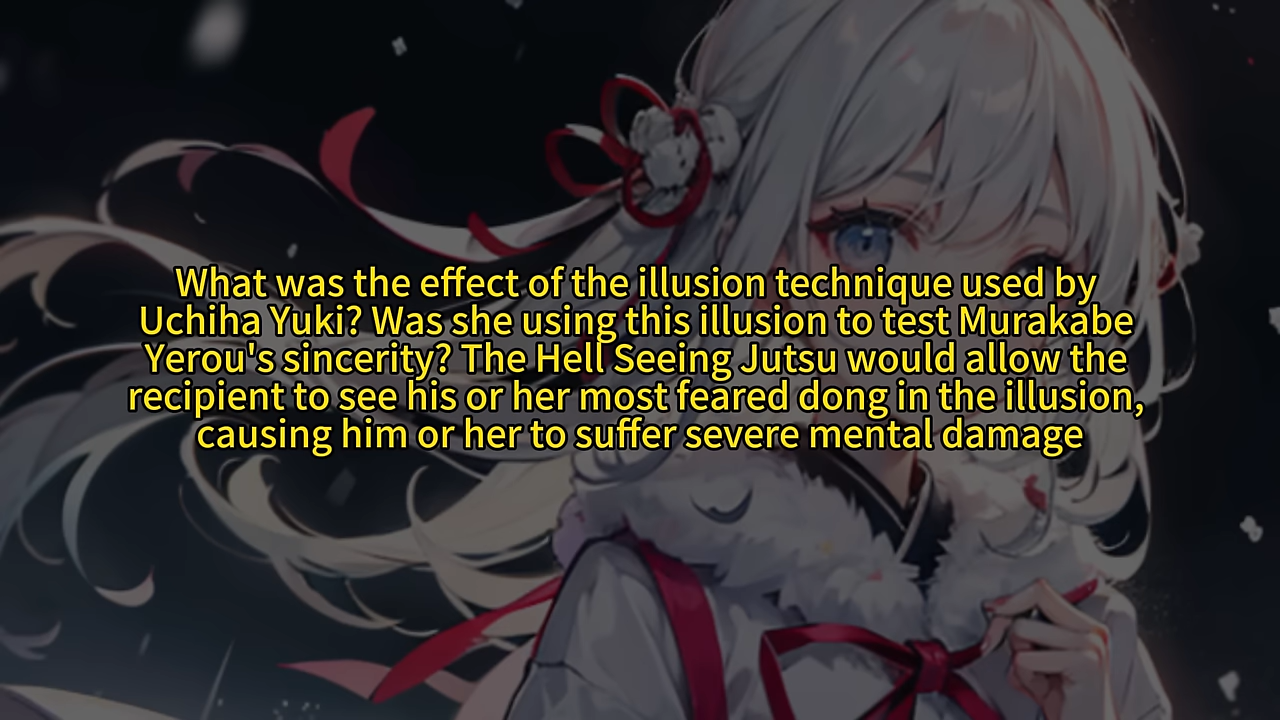 What was the effect of the illusion technique used by
Uchiha Yuki? Was she using this illusion to test Murakabe
Yerou's sincerity? The Hell Seeing Jutsu would allow the
recipient to see his or her most feared dong in the illusion,
causing him or her to suffer severe mental damage